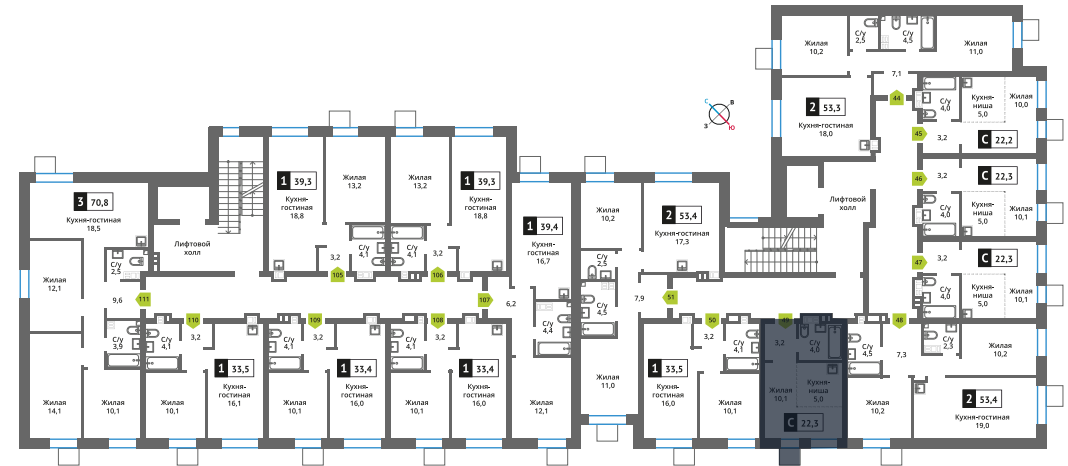 Жилая
10,2
С/у
2,5
С/у
4,5
Жилая
11,0
7,1
44
2 53,3
Кухня-гостиная
18,0
С/у
4,0
Кухня-
ниша
5,0
Жилая
10,0
45
3,2
С 22,2
46
3,2
С 22,3
С/у
4,0
Кухня-
ниша
5,0
Жилая
10,1
47
3,2
С 22,3
С/у
4,0
Кухня-
ниша
5,0
Жилая
10,1
Лифтовой
холл
С
В
З
Ю
3 70,8
Кухня-гостиная
18,5
Лифтовой
холл
С/у
2,5
Жилая
12,1
9,6
111
С/у
3,9
Жилая
14,1
Жилая
10,1
1 39,3
Кухня-
гостиная
18,8
Жилая
13,2
3,2
С/у
4,1
105
Жилая
13,2
1 39,3
Кухня-
гостиная
18,8
С/у
4,1
3,2
106
1 39,4
Кухня-
гостиная
16,7
107
6,2
С/у
4,4
Жилая
12,1
110
С/у
4,1
3,2
1 33,5
Кухня-
гостиная
16,1
Жилая
10,1
109
С/у
4,1
3,2
1 33,4
Кухня-
гостиная
16,0
Жилая
10,1
108
С/у
4,1
3,2
1 33,4
Кухня-
гостиная
16,0
Жилая
10,1
Жилая
10,2
2 53,4
Кухня-гостиная
17,3
С/у
2,5
С/у
4,5
7,9
51
Жилая
11,0
50
3,2
С/у
4,1
1 33,5
Кухня-
гостиная
16,0
Жилая
10,1
49
3,2
С/у
4,0
Жилая
10,1
Кухня-
ниша
5,0
С 22,3
48
С/у
4,5
7,3
С/у
2,3
Жилая
10,2
Жилая
10,2
2 53,4
Кухня-гостиная
19,0